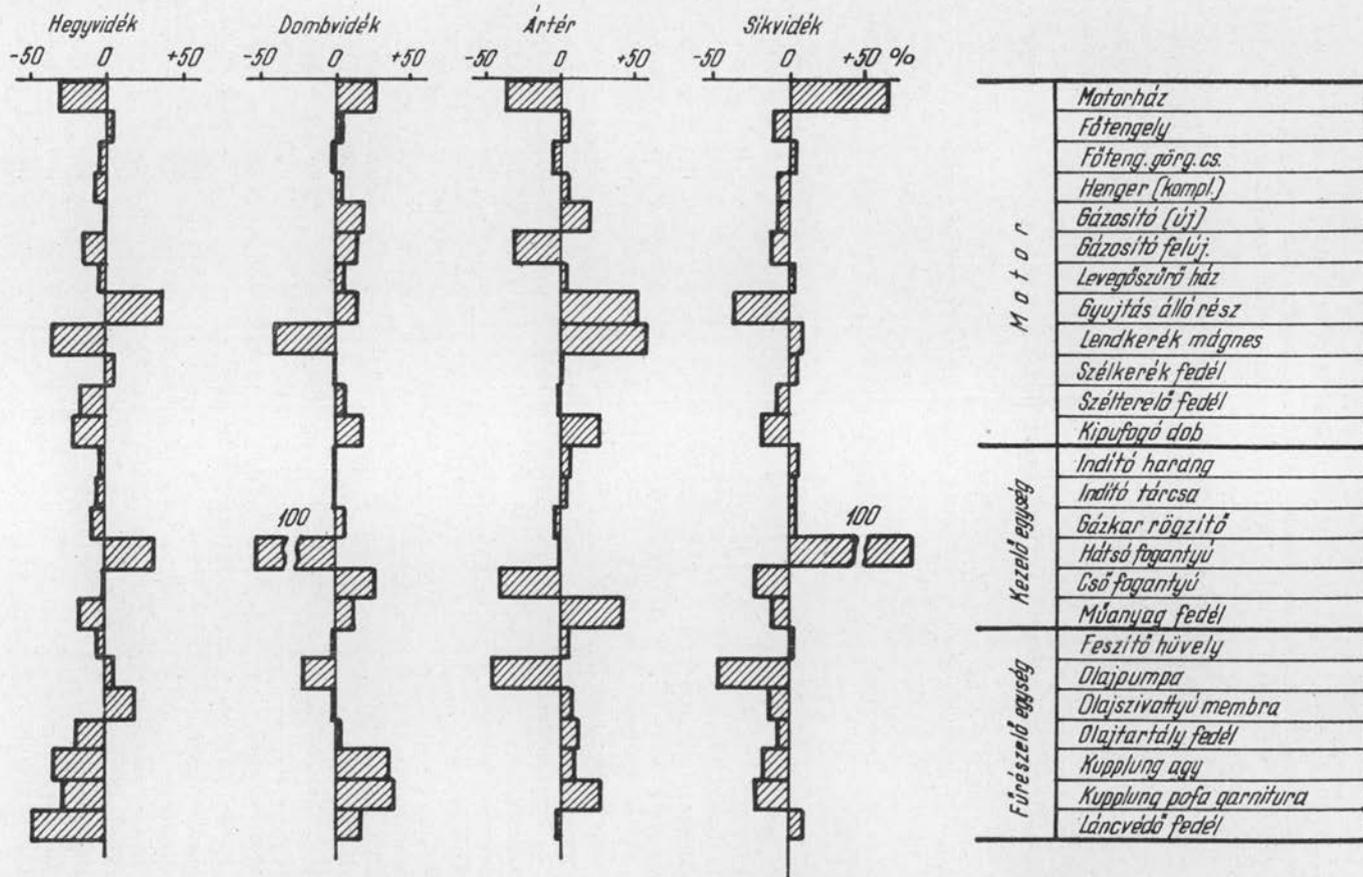 Hegyvidék Dombvidék Ártér Síkvidék
-50 0 +50 -50 0 +50 -50 0 +50 -50 0 +50 %
Motorház
Főtengely
Főteng. görg. cs.
Henger (kompl.)
Gázosító (új)
Gázosító felúj.
Levegőszűrő ház
Gyujtás álló rész
Lendkerék mágnes
Szélkerék fedél
Szélterelő fedél
Kipufogó dob
Motor
Indító harang
Indító tárcsa
Gázkar rögzítő
Hátsó fogantyú
Cső fogantyú
Műanyag fedél
Kezelő egység
100
100
Feszítő hüvely
Olajpumpa
Olajszivattyú membra
Olajtartály fedél
Kupplung agy
Kupplung pofa garnitura
Láncvédő fedél
Fűrészelő egység